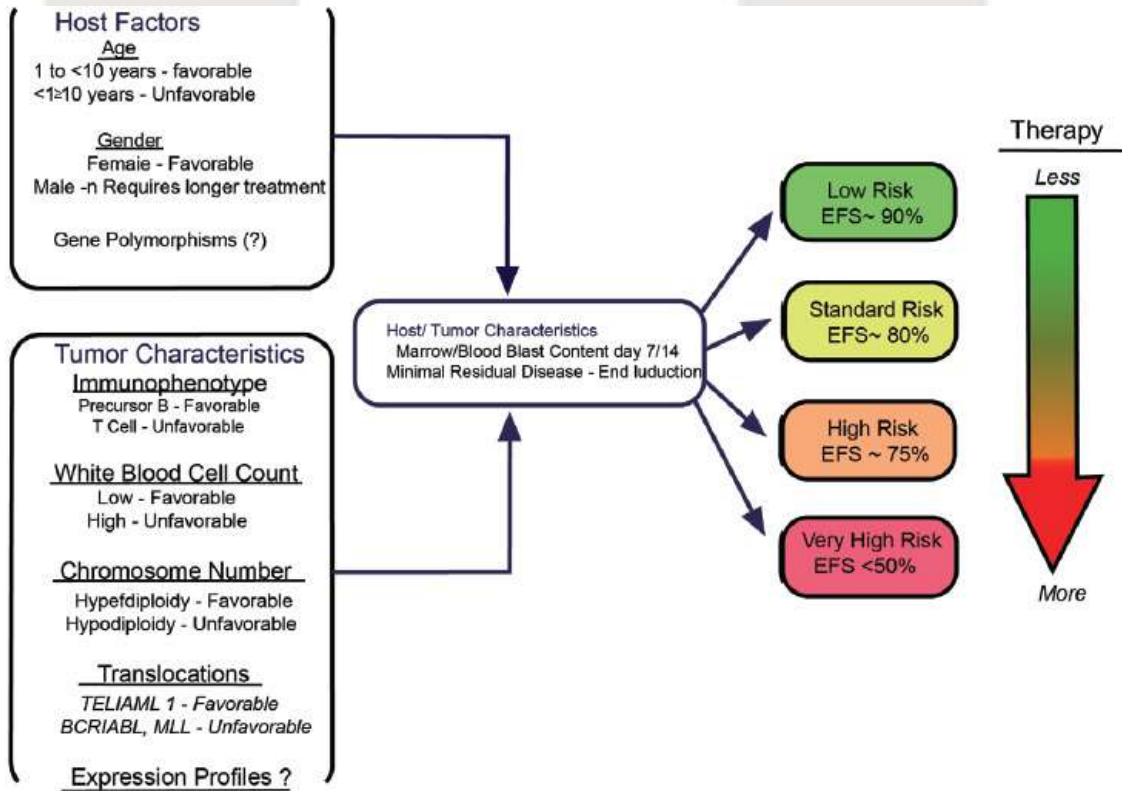 Host Factors
Age
1 to <10 years - favorable
<1≥10 years - Unfavorable
Gender
Femaie - Favorable
Male -n Requires longer treatment
Gene Polymorphisms (?)
Tumor Characteristics
Immunophenotype
Precursor B - Favorable
T Cell - Unfavorable
White Blood Cell Count
Low - Favorable
High - Unfavorable
Chromosome Number
Hypefdiploidy - Favorable
Hypodiploidy - Unfavorable
Translocations
TELIAML 1 - Favorable
BCRIABL, MLL - Unfavorable
Expression Profiles ?
Host/ Tumor Characteristics
Marrow/Blood Blast Content day 7/14
Minimal Residual Disease - End Iuduction
Low Risk
EFS~ 90%
Standard Risk
EFS~ 80%
High Risk
EFS ~ 75%
Very High Risk
EFS <50%
Therapy
Less
More